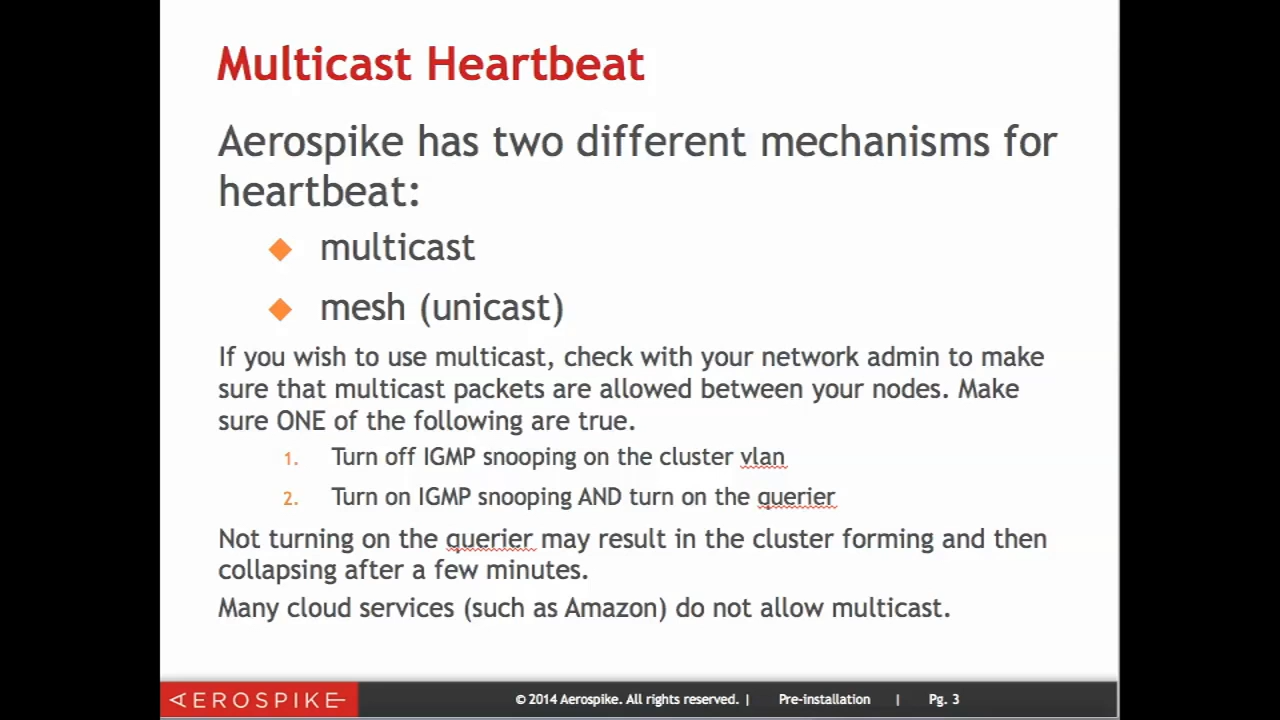 Multicast Heartbeat
Aerospike has two different mechanisms for
heartbeat:
multicast
mesh (unicast)
If you wish to use multicast, check with your network admin to make
sure that multicast packets are allowed between your nodes. Make
sure ONE of the following are true.
1. Turn off IGMP snooping on the cluster vlan
2. Turn on IGMP snooping AND turn on the querier
Not turning on the querier may result in the cluster forming and then
collapsing after a few minutes.
Many cloud services (such as Amazon) do not allow multicast.
AEROSPIKE © 2014 Aerospike. All rights reserved. | Pre-installation | Pg. 3